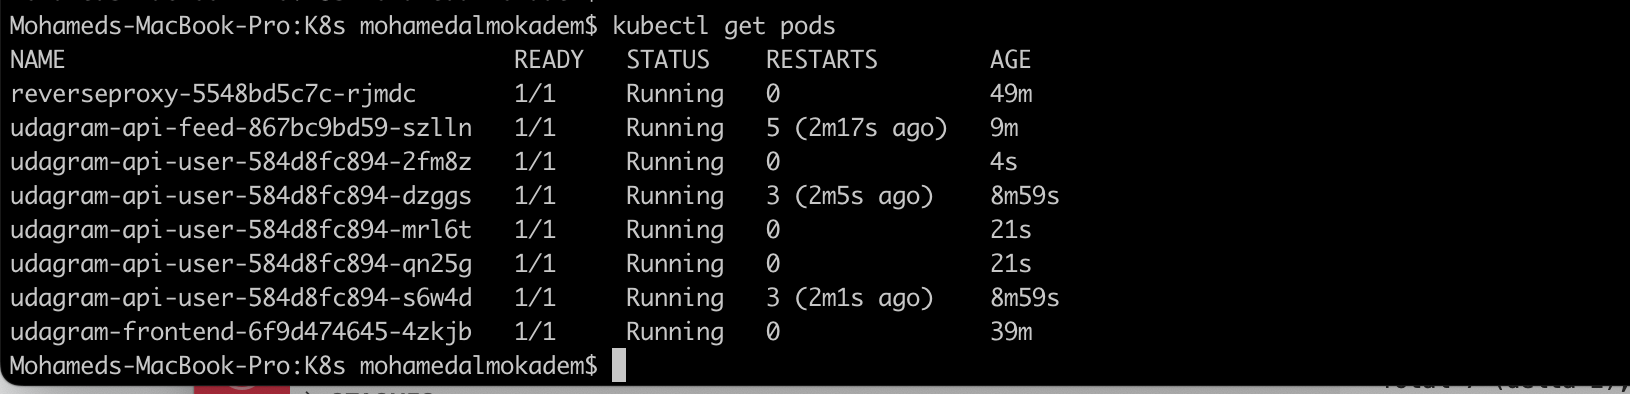 Mohameds-MacBook-Pro:K8s mohamedalmokadem$ kubectl get pods
NAME READY STATUS RESTARTS AGE
reverseproxy-5548bd5c7c-rjmdc 1/1 Running 0 49m
udagram-api-feed-867bc9bd59-szlln 1/1 Running 5 (2m17s ago) 9m
udagram-api-user-584d8fc894-2fm8z 1/1 Running 0 4s
udagram-api-user-584d8fc894-dzggs 1/1 Running 3 (2m5s ago) 8m59s
udagram-api-user-584d8fc894-mrl6t 1/1 Running 0 21s
udagram-api-user-584d8fc894-qn25g 1/1 Running 0 21s
udagram-api-user-584d8fc894-s6w4d 1/1 Running 3 (2m1s ago) 8m59s
udagram-frontend-6f9d474645-4zkjb 1/1 Running 0 39m
Mohameds-MacBook-Pro:K8s mohamedalmokadem$